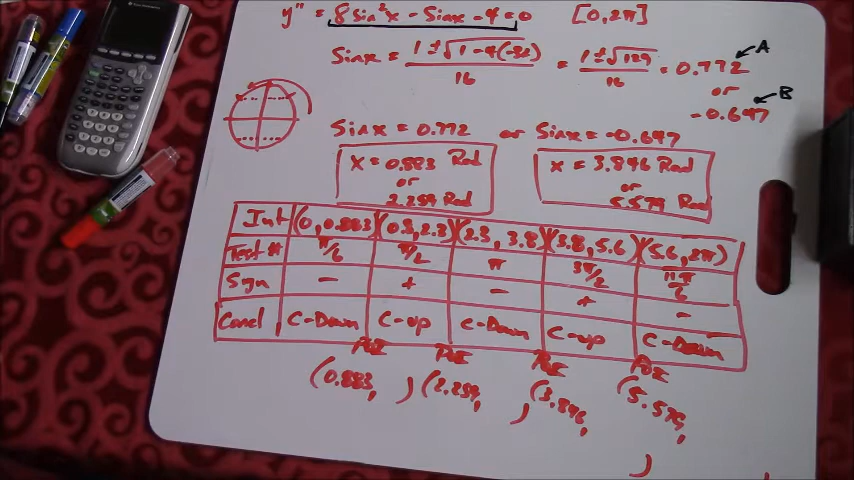 y" = 8 sin²x - Sinx - 4 = 0 [0, 2π]
Sinx = (1 ± √(1 - 4(-32)))/16 = (1 ± √129)/16 = 0.772 A
or
-0.647 B
Sinx = 0.772 or Sinx = -0.647
x = 0.883 Rad x = 3.846 Rad
or or
2.259 Rad 5.579 Rad
Int (0, 0.883) (0.8, 2.3) (2.3, 3.8) (3.8, 5.6) (5.6, 2π)
Test # π/6 π/2 π 3π/2 11π/6
Sign - + - + -
Concl C-Down C-up C-Down C-up C-Down
POI POI POI POI
(0.883, ) (2.259, ) (3.846, ) (5.579, )